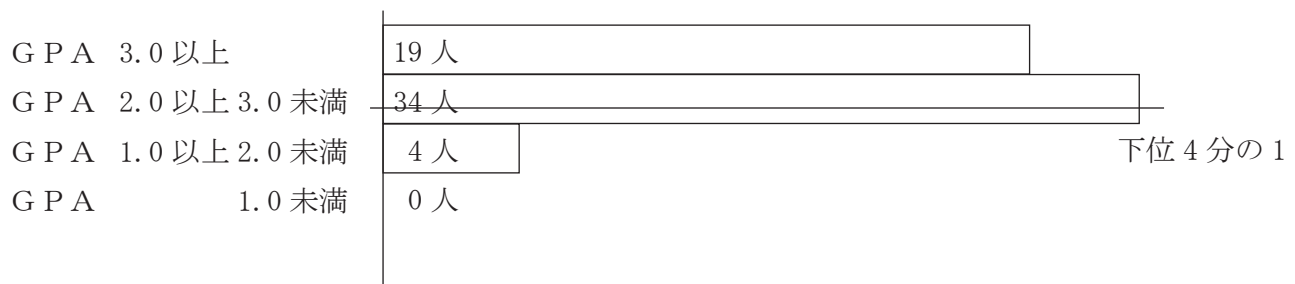 ＧＰＡ 3.0以上 19人
ＧＰＡ 2.0以上3.0未満 34人
ＧＰＡ 1.0以上2.0未満 4人 下位4分の1
ＧＰＡ 1.0未満 0人